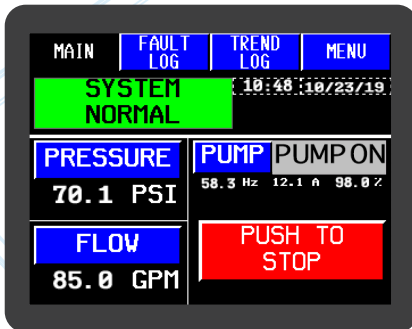 MAIN FAULT LOG TREND LOG MENU
SYSTEM NORMAL 10:48 10/23/19
PRESSURE PUMP PUMP ON
70.1 PSI 58.3 Hz 12.1 A 98.0 %
FLOW PUSH TO STOP
85.0 GPM